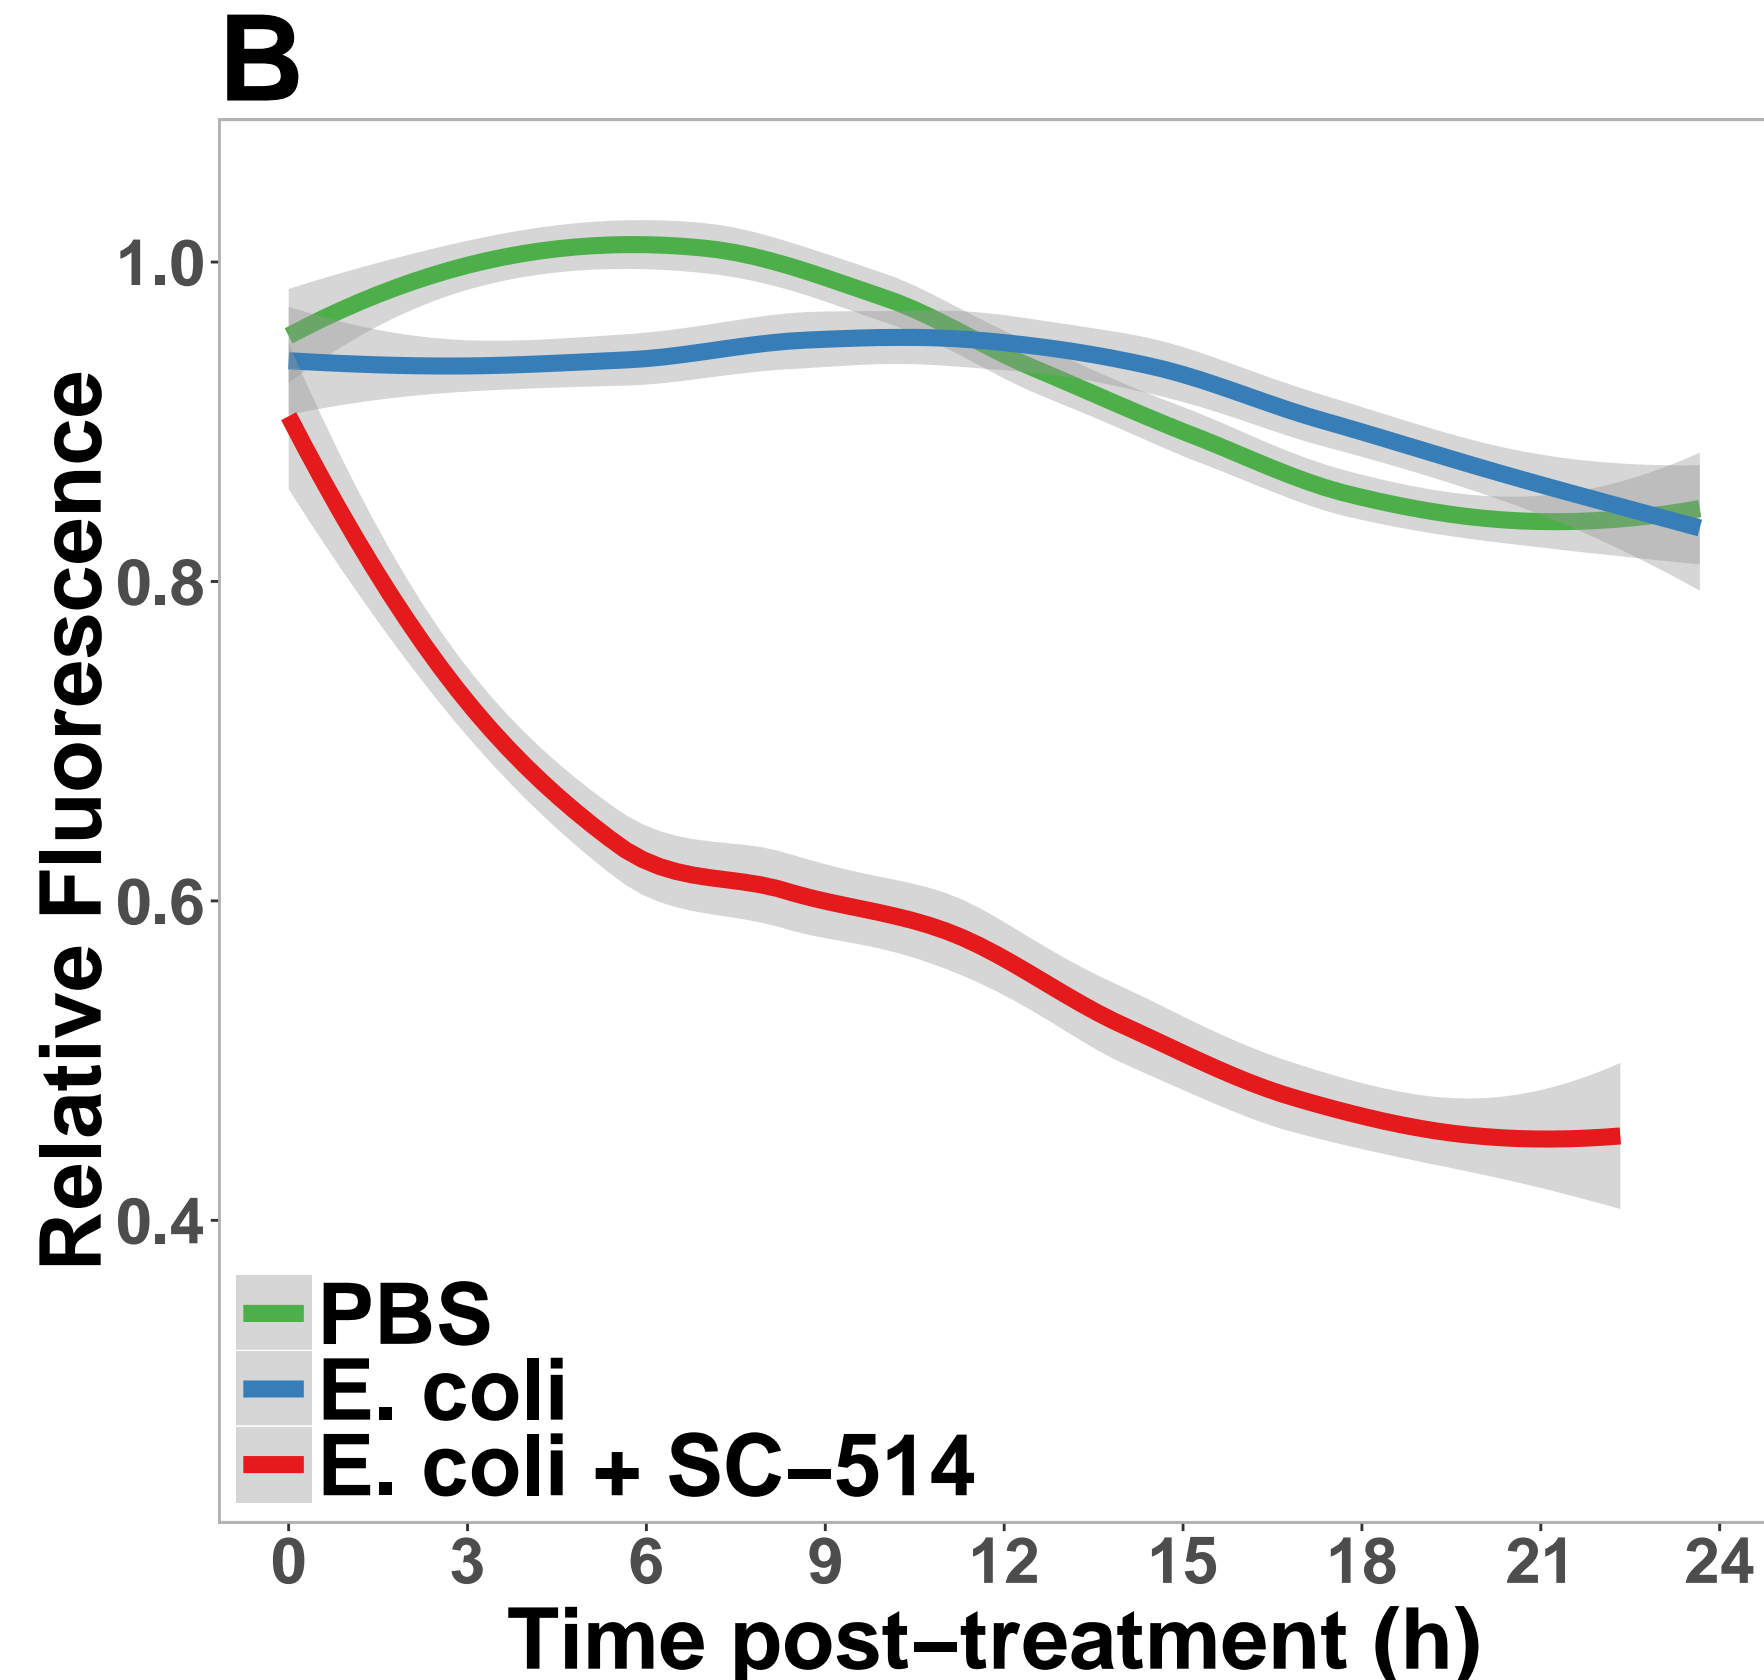 B
Relative Fluorescence
1.0
0.8
0.6
0.4
PBS
E. coli
E. coli + SC−514
0 3 6 9 12 15 18 21 24
Time post−treatment (h)